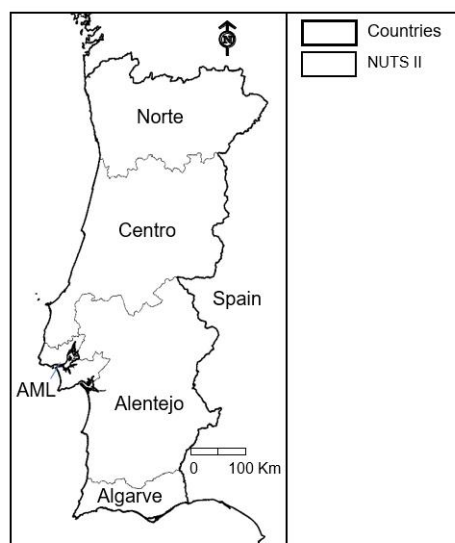 N
Countries
NUTS II
Norte
Centro
Spain
AML
Alentejo
0 100 Km
Algarve